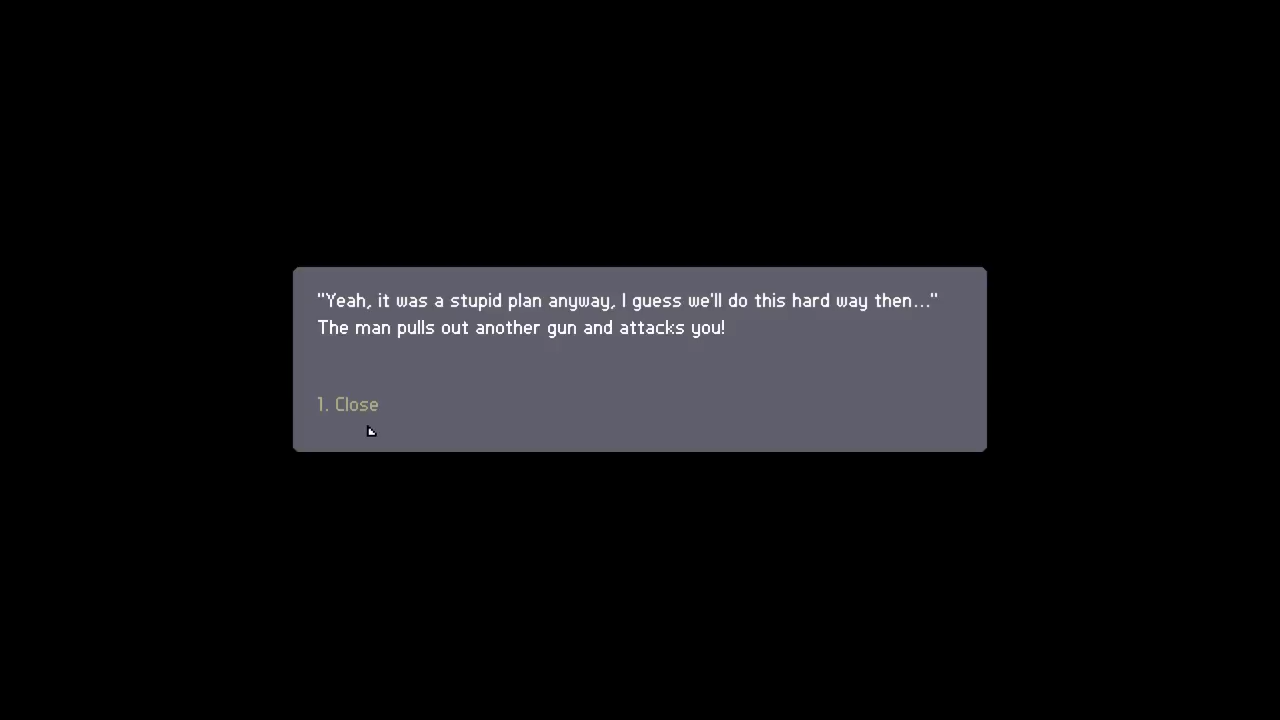 "Yeah, it was a stupid plan anyway, I guess we'll do this hard way then..."
The man pulls out another gun and attacks you!
1. Close